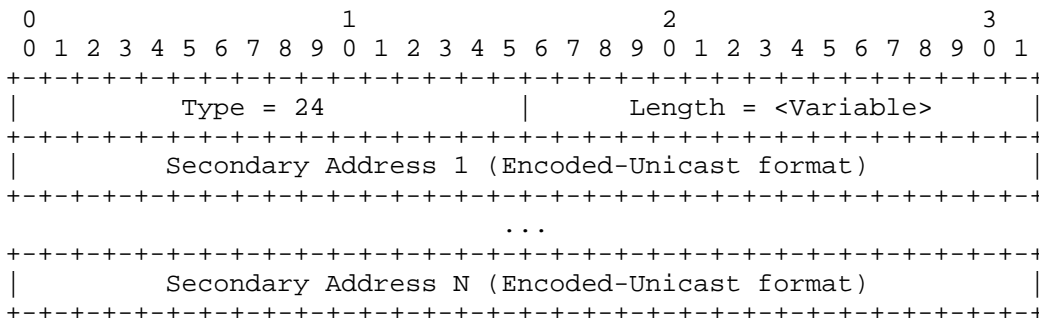 0                   1                   2                   3
 0 1 2 3 4 5 6 7 8 9 0 1 2 3 4 5 6 7 8 9 0 1 2 3 4 5 6 7 8 9 0 1
+-+-+-+-+-+-+-+-+-+-+-+-+-+-+-+-+-+-+-+-+-+-+-+-+-+-+-+-+-+-+-+-+
|          Type = 24            |      Length = <Variable>      |
+-+-+-+-+-+-+-+-+-+-+-+-+-+-+-+-+-+-+-+-+-+-+-+-+-+-+-+-+-+-+-+-+
|         Secondary Address 1 (Encoded-Unicast format)          |
+-+-+-+-+-+-+-+-+-+-+-+-+-+-+-+-+-+-+-+-+-+-+-+-+-+-+-+-+-+-+-+-+
                              ...
+-+-+-+-+-+-+-+-+-+-+-+-+-+-+-+-+-+-+-+-+-+-+-+-+-+-+-+-+-+-+-+-+
|         Secondary Address N (Encoded-Unicast format)          |
+-+-+-+-+-+-+-+-+-+-+-+-+-+-+-+-+-+-+-+-+-+-+-+-+-+-+-+-+-+-+-+-+